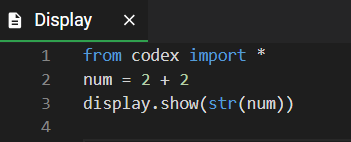 Display ×
1 from codex import *
2 num = 2 + 2
3 display.show(str(num))
4